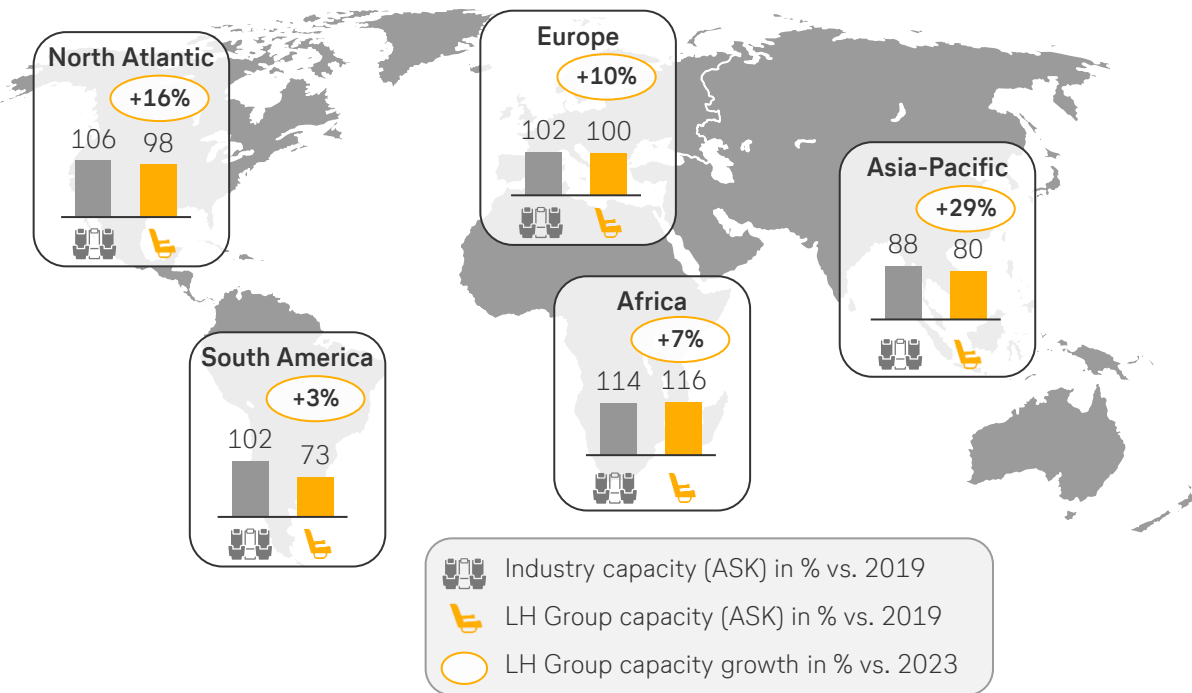 North Atlantic
+16%
106 98
Europe
+10%
102 100
Asia-Pacific
+29%
88 80
Africa
+7%
114 116
South America
+3%
102 73
Industry capacity (ASK) in % vs. 2019
LH Group capacity (ASK) in % vs. 2019
LH Group capacity growth in % vs. 2023